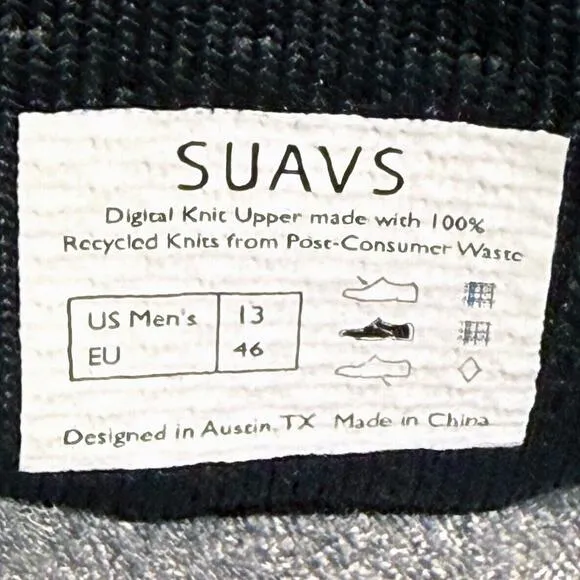 SUAVS
Digital Knit Upper made with 100%
Recycled Knits from Post-Consumer Waste
US Men's 13
EU 46
Designed in Austin, TX Made in China